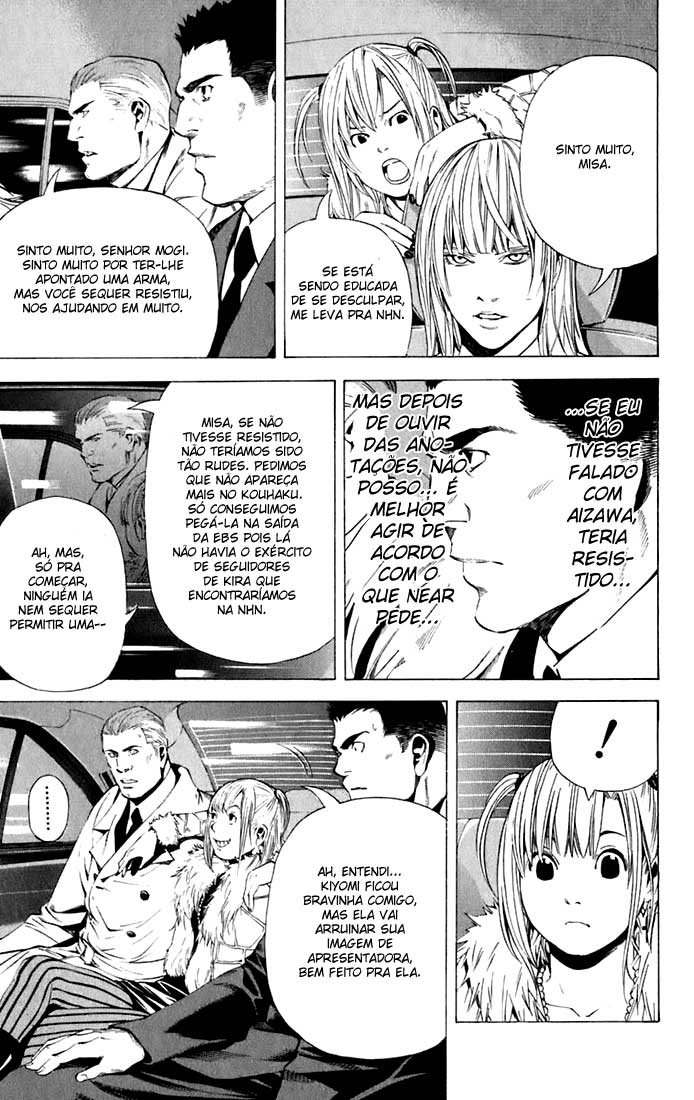 SINTO MUITO,
MISA.
SE ESTÁ
SENDO EDUCADA
DE SE DESCULPAR,
ME LEVA PRA NHN.
SINTO MUITO, SENHOR MOGI.
SINTO MUITO POR TER-LHE
APONTADO UMA ARMA,
MAS VOCÊ SEQUER RESISTIU,
NOS AJUDANDO EM MUITO.
...SE EU
NÃO
TIVESSE
FALADO
COM
AIZAWA,
TERIA
RESIS-
TIDO...
MAS DEPOIS
DE OUVIR
DAS ANO-
TAÇÕES, NÃO
POSSO... É
MELHOR
AGIR DE
ACORDO
COM O
QUE NEAR
PEDE...
MISA, SE NÃO
TIVESSE RESISTIDO,
NÃO TERÍAMOS SIDO
TÃO RUDES. PEDIMOS
QUE NÃO APAREÇA
MAIS NO KOUHAKU.
SÓ CONSEGUIMOS
PEGÁ-LA NA SAÍDA
DA EBS POIS LÁ
NÃO HAVIA O EXÉRCITO
DE SEGUIDORES
DE KIRA QUE
ENCONTRARÍAMOS
NA NHN.
AH, MAS,
SÓ PRA
COMEÇAR,
NINGUÉM IA
NEM SEQUER
PERMITIR UMA--
!
AH, ENTENDI...
KIYOMI FICOU
BRAVINHA COMIGO,
MAS ELA VAI
ARRUINAR SUA
IMAGEM DE
APRESENTADORA,
BEM FEITO PRA ELA.
........